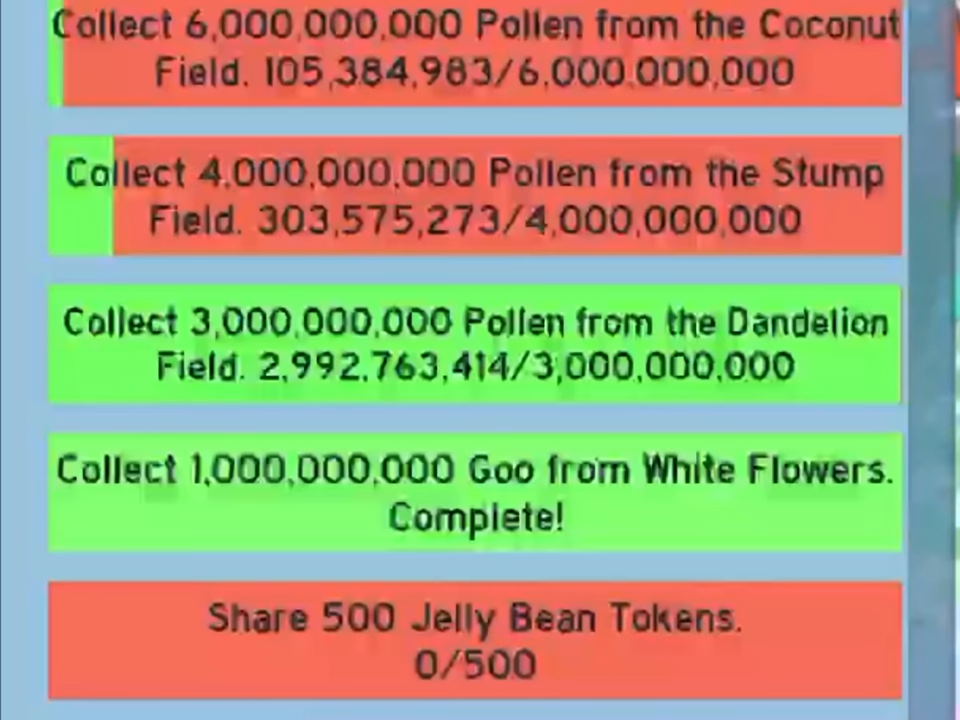 Collect 6,000,000,000 Pollen from the Coconut
Field. 105,384,983/6,000,000,000
Collect 4,000,000,000 Pollen from the Stump
Field. 303,575,273/4,000,000,000
Collect 3,000,000,000 Pollen from the Dandelion
Field. 2,992,763,414/3,000,000,000
Collect 1,000,000,000 Goo from White Flowers.
Complete!
Share 500 Jelly Bean Tokens.
0/500